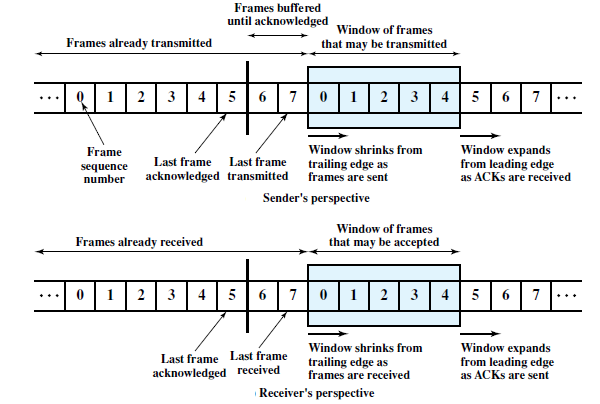 Frames buffered
until acknowledged
Window of frames
that may be transmitted
Frames already transmitted
··· 0 1 2 3 4 5 6 7 0 1 2 3 4 5 6 7 ···
Frame
sequence
number
Last frame
acknowledged
Last frame
transmitted
Window shrinks from
trailing edge as
frames are sent
Window expands
from leading edge
as ACKs are received
Sender's perspective
Window of frames
that may be accepted
Frames already received
··· 0 1 2 3 4 5 6 7 0 1 2 3 4 5 6 7 ···
Last frame
acknowledged
Last frame
received
Window shrinks from
trailing edge as
frames are received
Window expands
from leading edge
as ACKs are sent
Receiver's perspective